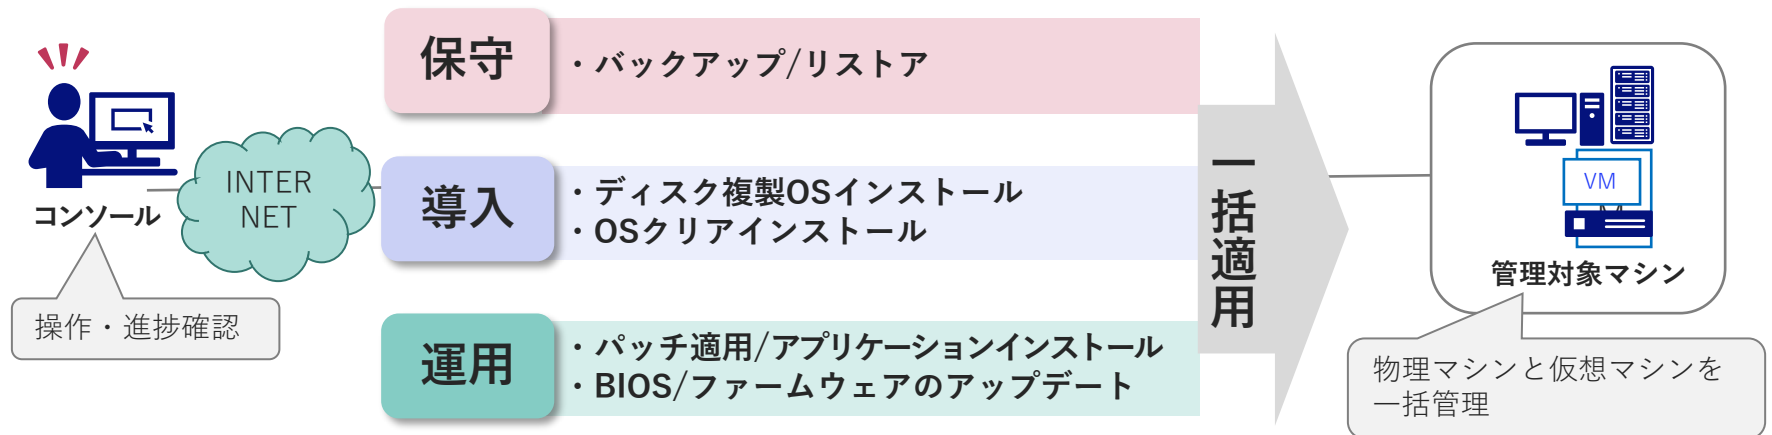 コンソール
操作・進捗確認
INTER
NET
保守
・バックアップ/リストア
導入
・ディスク複製OSインストール
・OSクリアインストール
運用
・パッチ適用/アプリケーションインストール
・BIOS/ファームウェアのアップデート
一括適用
VM
管理対象マシン
物理マシンと仮想マシンを
一括管理